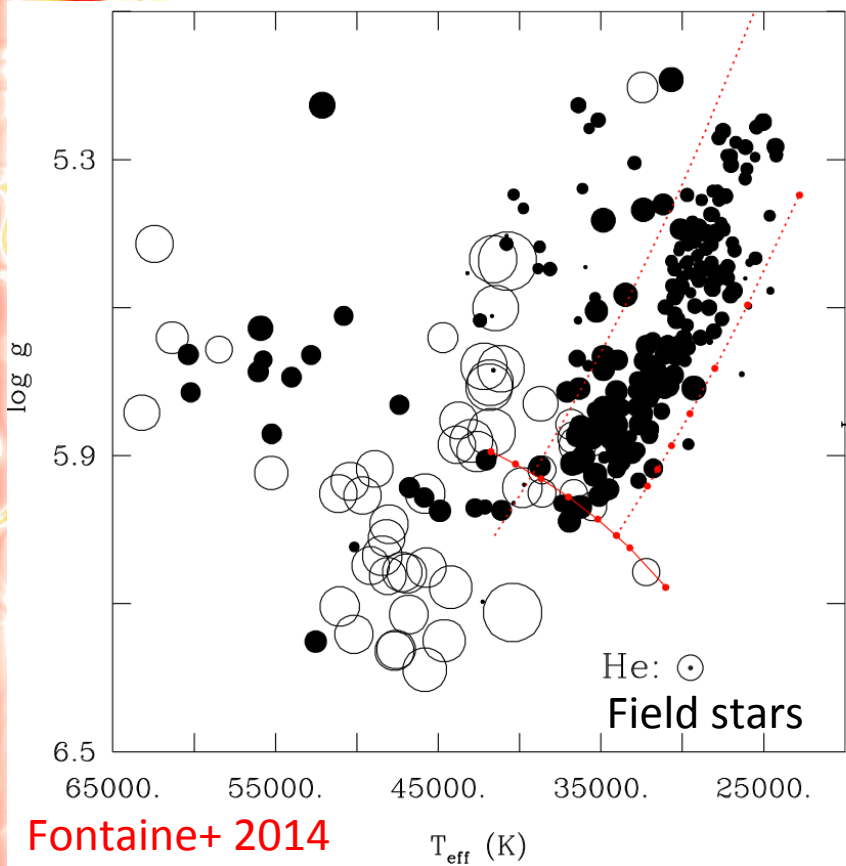 5.3
5.9
6.5
log g
He:
Field stars
65000. 55000. 45000. 35000. 25000.
Fontaine+ 2014
T_eff (K)